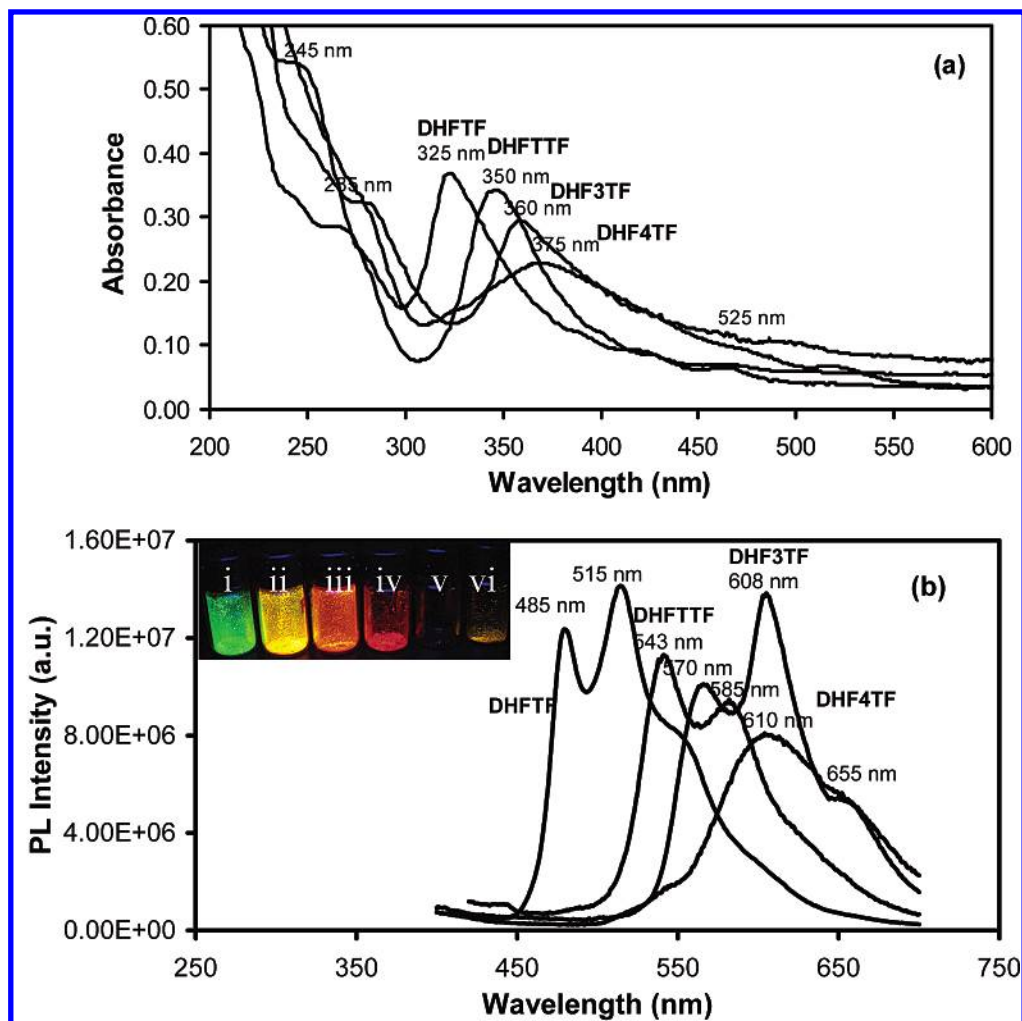 (a)
Absorbance
0.60
0.50
0.40
0.30
0.20
0.10
0.00
245 nm
285 nm
DHFTF
325 nm
DHFTTF
350 nm
DHF3TF
360 nm
DHF4TF
375 nm
525 nm
200 250 300 350 400 450 500 550 600
Wavelength (nm)
(b)
PL Intensity (a.u.)
1.60E+07
1.20E+07
8.00E+06
4.00E+06
0.00E+00
i ii iii iv v vi
DHFTF
485 nm
515 nm
DHFTTF
543 nm
570 nm
585 nm
DHF3TF
608 nm
DHF4TF
610 nm
655 nm
250 350 450 550 650 750
Wavelength (nm)